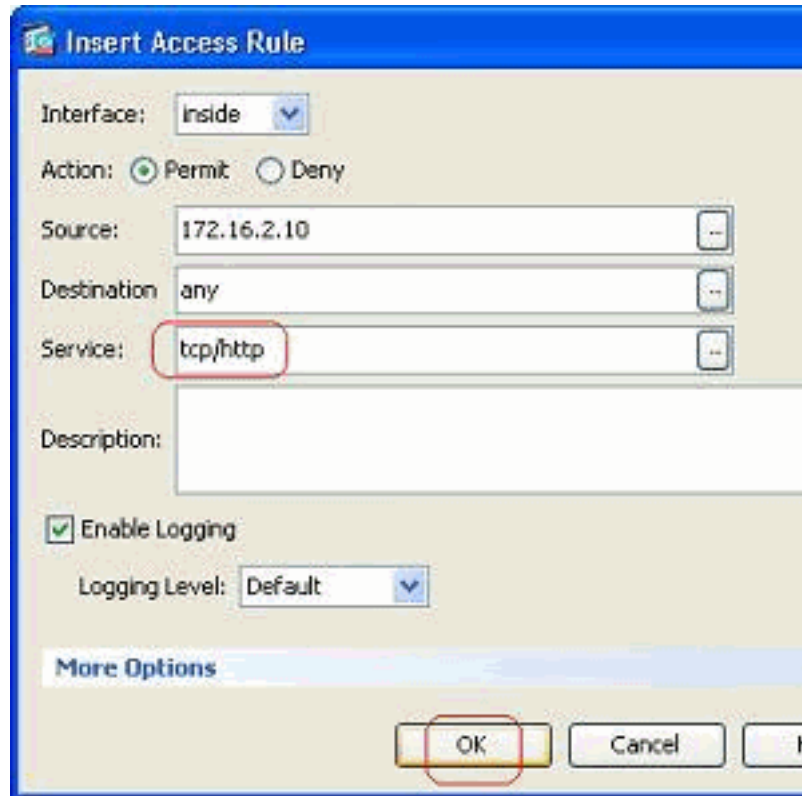 Insert Access Rule
Interface: inside
Action: Permit Deny
Source: 172.16.2.10 ...
Destination any ...
Service: tcp/http ...
Description:
Enable Logging
Logging Level: Default
More Options
OK Cancel